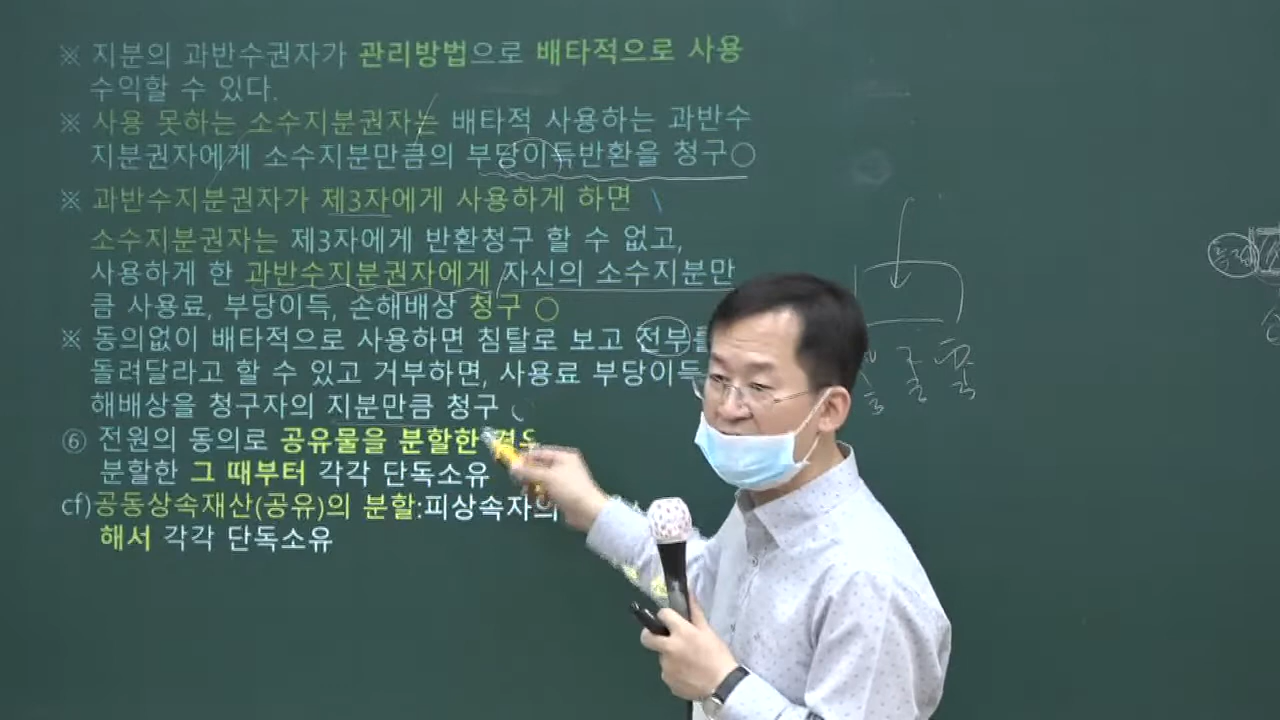 ※ 지분의 과반수권자가 관리방법으로 배타적으로 사용
수익할 수 있다.
※ 사용 못하는 소수지분권자는 배타적 사용하는 과반수
지분권자에게 소수지분만큼의 부당이득반환을 청구○
※ 과반수지분권자가 제3자에게 사용하게 하면
소수지분권자는 제3자에게 반환청구 할 수 없고,
사용하게 한 과반수지분권자에게 자신의 소수지분만
큼 사용료, 부당이득, 손해배상 청구 ○
※ 동의없이 배타적으로 사용하면 침탈로 보고 전부를
돌려달라고 할 수 있고 거부하면, 사용료 부당이득
해배상을 청구자의 지분만큼 청구
⑥ 전원의 동의로 공유물을 분할한 경우
분할한 그 때부터 각각 단독소유
cf)공동상속재산(공유)의 분할:피상속자의
해서 각각 단독소유